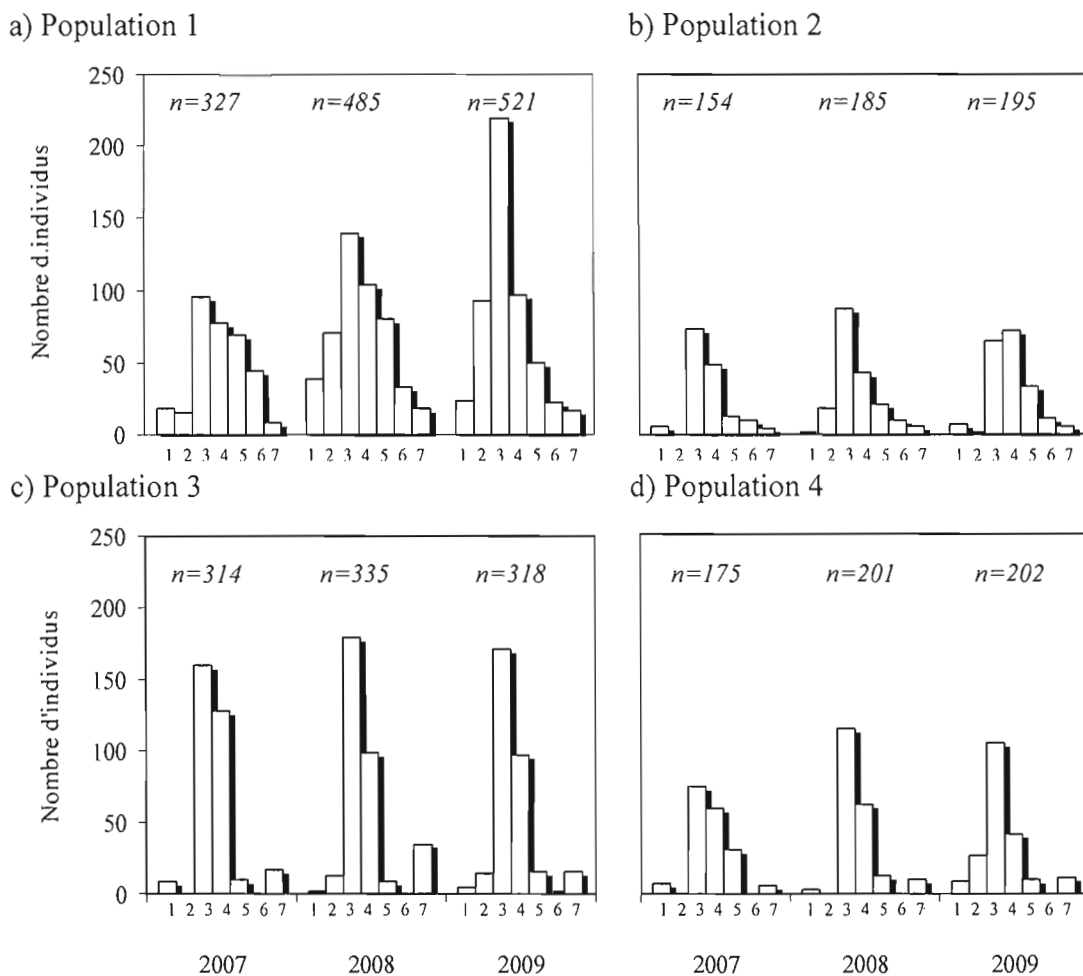 a) Population 1
b) Population 2
250
200
150
100
50
0
Nombre d.individus
n=327
n=485
n=521
n=154
n=185
n=195
1 2 3 4 5 6 7
1 2 3 4 5 6 7
1 2 3 4 5 6 7
1 2 3 4 5 6 7
1 2 3 4 5 6 7
1 2 3 4 5 6 7
c) Population 3
d) Population 4
250
200
150
100
50
0
Nombre d'individus
n=314
n=335
n=318
n=175
n=201
n=202
1 2 3 4 5 6 7
1 2 3 4 5 6 7
1 2 3 4 5 6 7
1 2 3 4 5 6 7
1 2 3 4 5 6 7
1 2 3 4 5 6 7
2007
2008
2009
2007
2008
2009